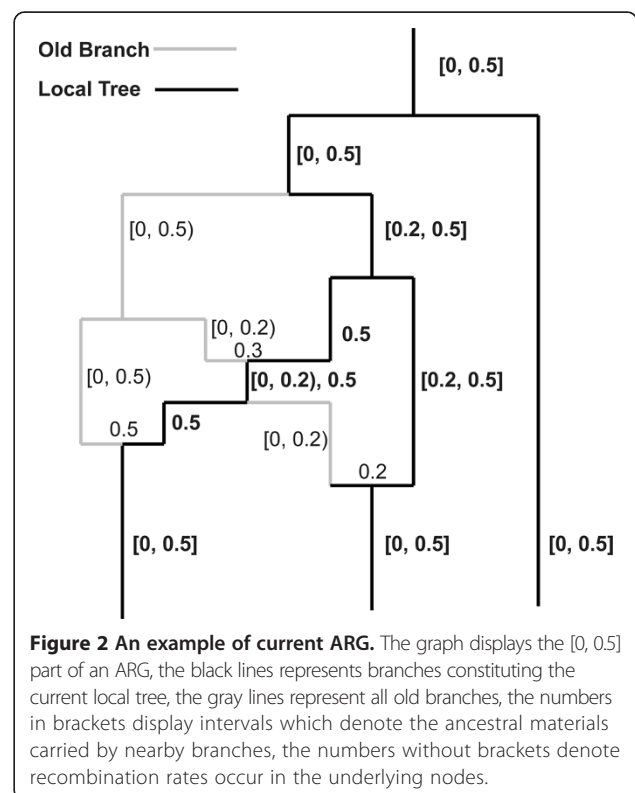 Old Branch
Local Tree
[0, 0.5]
[0, 0.5]
[0, 0.5)
[0.2, 0.5]
[0, 0.2)
0.3
0.5
[0, 0.5)
[0, 0.2), 0.5
[0.2, 0.5]
0.5
0.5
[0, 0.2)
0.2
[0, 0.5]
[0, 0.5]
[0, 0.5]
Figure 2 An example of current ARG. The graph displays the [0, 0.5]
part of an ARG, the black lines represents branches constituting the
current local tree, the gray lines represent all old branches, the numbers
in brackets display intervals which denote the ancestral materials
carried by nearby branches, the numbers without brackets denote
recombination rates occur in the underlying nodes.